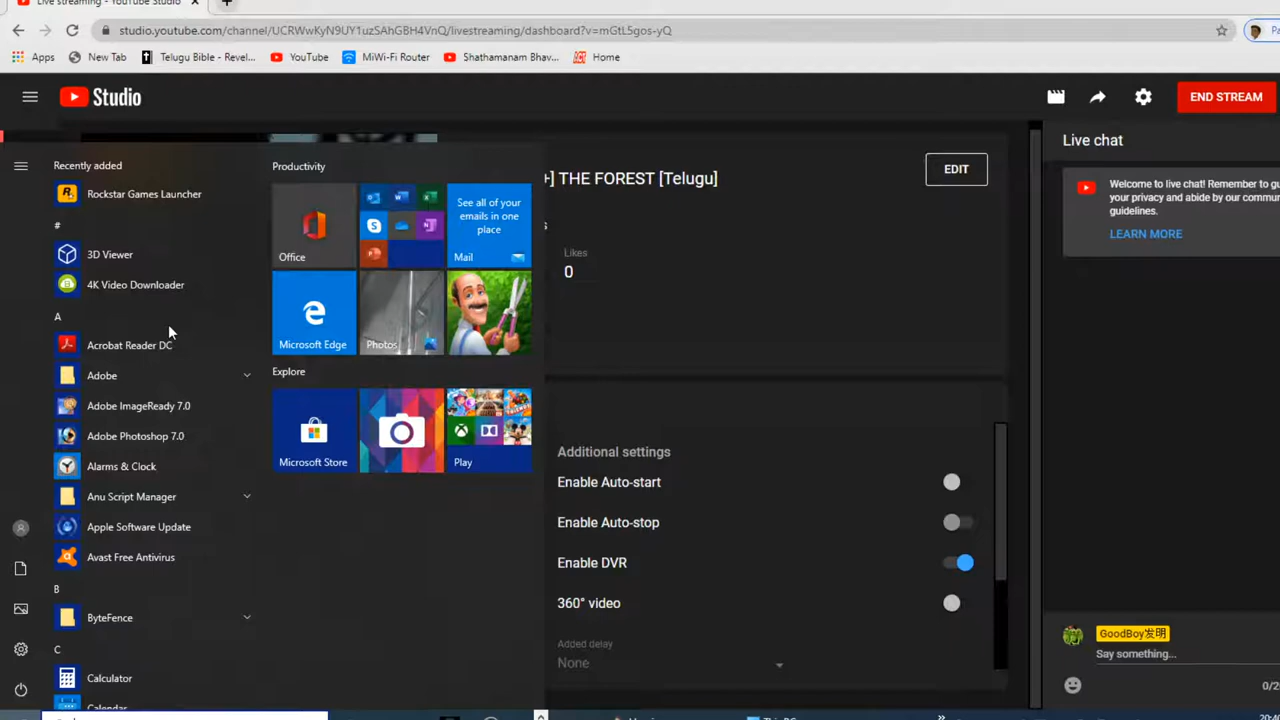 Live streaming - YouTube Studio
studio.youtube.com/channel/UCRWwKyN9UY1uzSAhGBH4VnQ/livestreaming/dashboard?v=mGtL5gos-yQ
Apps New Tab Telugu Bible - Revel... YouTube MiWi-Fi Router Shathamanam Bhav... Home
Studio
END STREAM
Live chat
Recently added
Rockstar Games Launcher
#
3D Viewer
4K Video Downloader
A
Acrobat Reader DC
Adobe
Adobe ImageReady 7.0
Adobe Photoshop 7.0
Alarms & Clock
Anu Script Manager
Apple Software Update
Avast Free Antivirus
B
ByteFence
C
Calculator
Calendar
Productivity
Office
See all of your
emails in one
place
Mail
Microsoft Edge
Photos
Explore
Microsoft Store
Play
] THE FOREST [Telugu]
EDIT
s
Likes
0
Additional settings
Enable Auto-start
Enable Auto-stop
Enable DVR
360° video
Added delay
None
Welcome to live chat! Remember to gu
your privacy and abide by our commu
guidelines.
LEARN MORE
GoodBoy发明
Say something...
0/2